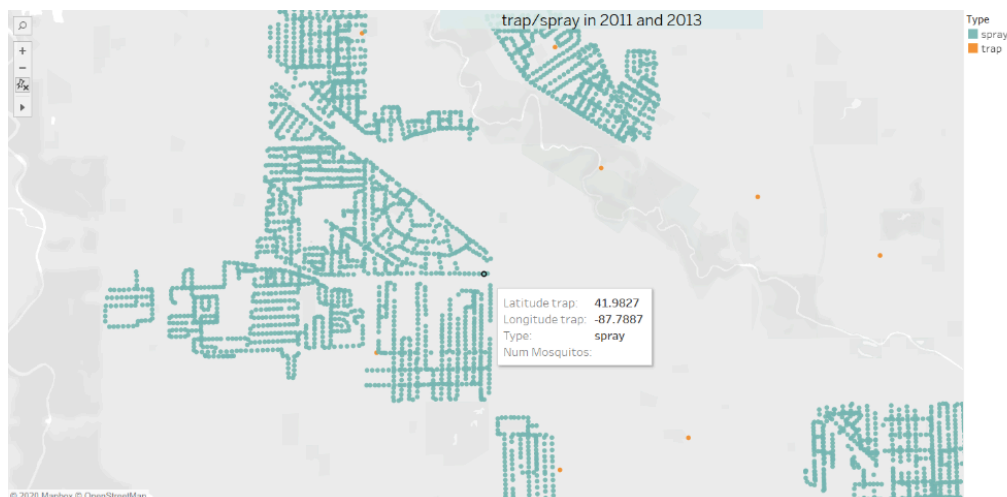 trap/spray in 2011 and 2013
Type
spray
trap
Latitude trap: 41.9827
Longitude trap: -87.7887
Type: spray
Num Mosquitos:
© 2020 Mapbox © OpenStreetMap